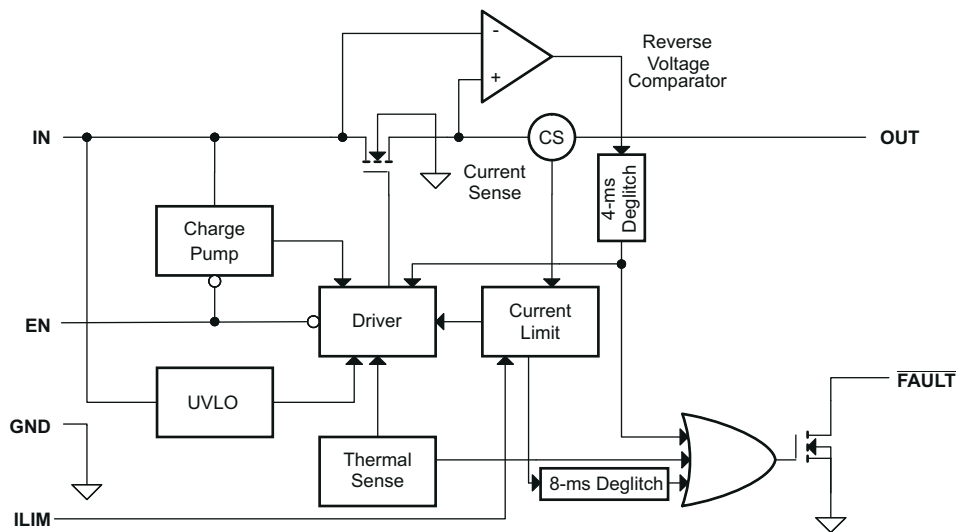 -
+
Reverse
Voltage
Comparator
IN
CS
OUT
Current
Sense
4-ms
Deglitch
Charge
Pump
EN
Driver
Current
Limit
UVLO
FAULT
GND
Thermal
Sense
8-ms Deglitch
ILIM